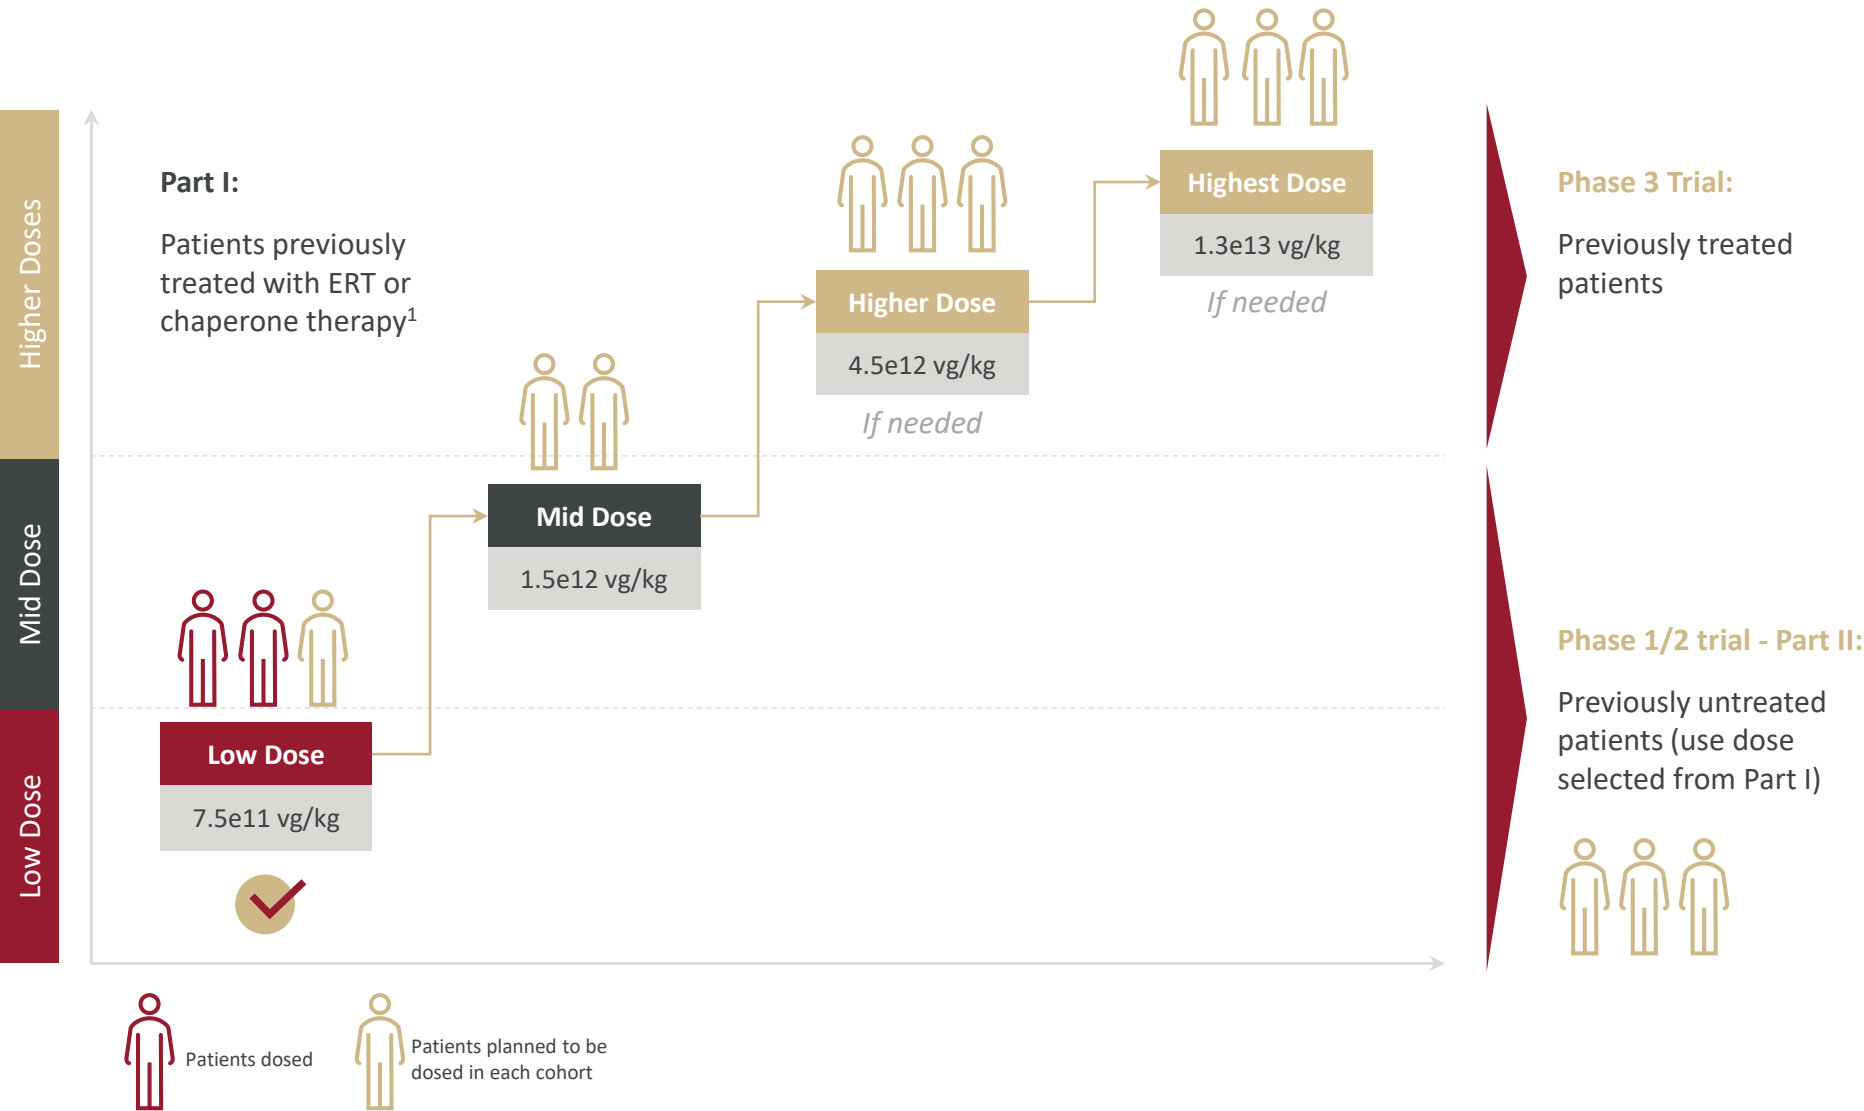 Higher Doses
Mid Dose
Low Dose
Part I:
Patients previously
treated with ERT or
chaperone therapy1
Low Dose
7.5e11 vg/kg
Mid Dose
1.5e12 vg/kg
Higher Dose
4.5e12 vg/kg
If needed
Highest Dose
1.3e13 vg/kg
If needed
Phase 3 Trial:
Previously treated
patients
Phase 1/2 trial - Part II:
Previously untreated
patients (use dose
selected from Part I)
Patients dosed
Patients planned to be
dosed in each cohort